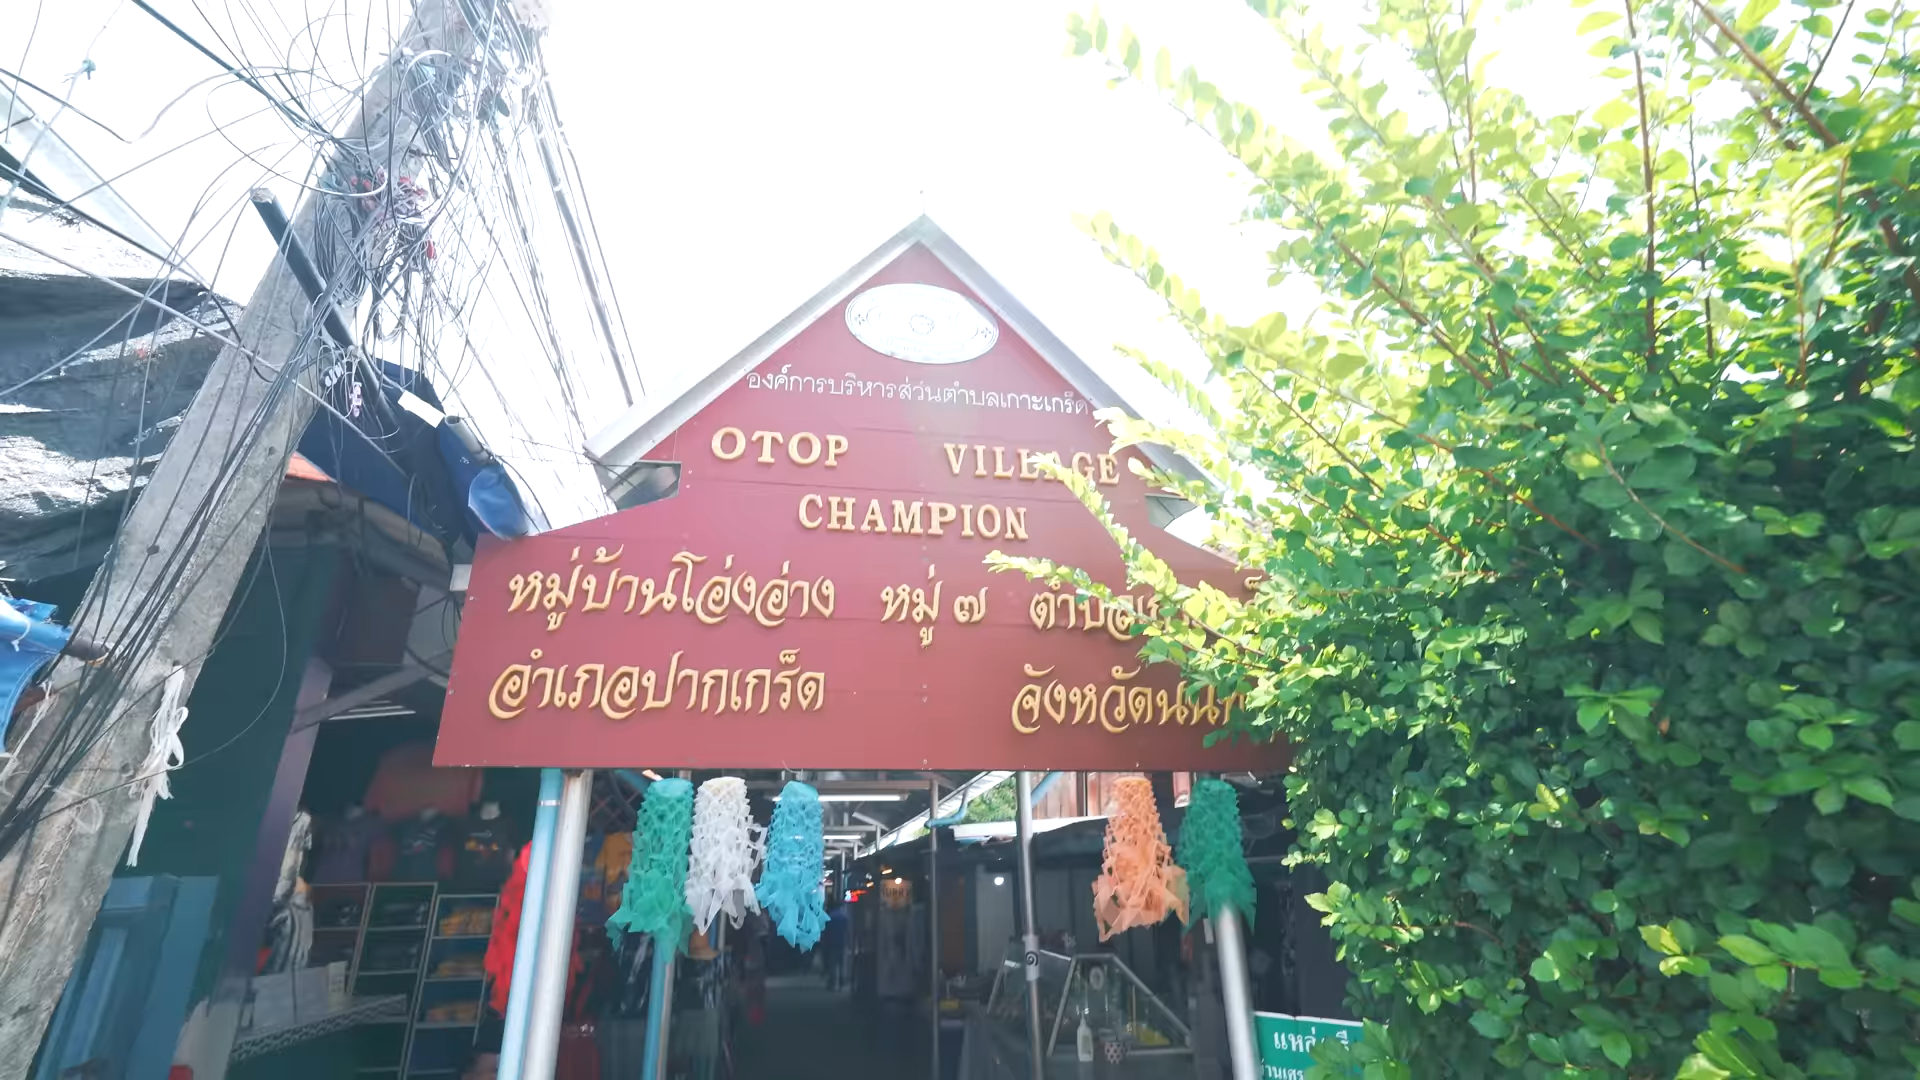 องค์การบริหารส่วนตำบลเกาะเกร็ด
OTOP VILLAGE
CHAMPION
หมู่บ้านโอ่งอ่าง หมู่ ๗
อำเภอปากเกร็ด